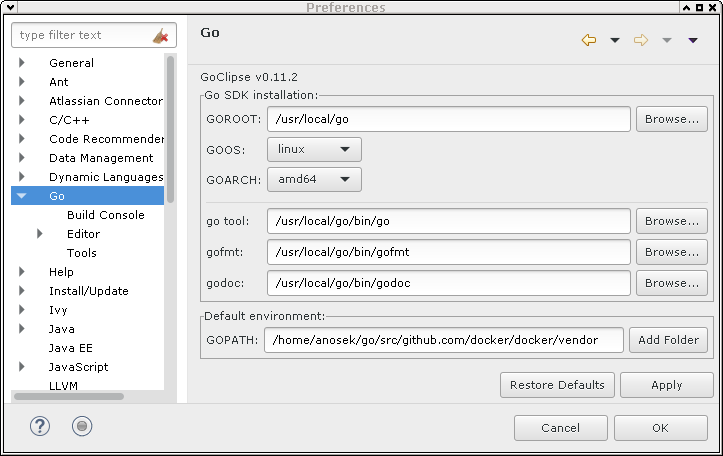 Preferences
type filter text
General
Ant
Atlassian Connector
C/C++
Code Recommender
Data Management
Dynamic Languages
Go
Build Console
Editor
Tools
Help
Install/Update
Ivy
Java
Java EE
JavaScript
LLVM
Go
GoClipse v0.11.2
Go SDK installation:
GOROOT: /usr/local/go Browse...
GOOS: linux
GOARCH: amd64
go tool: /usr/local/go/bin/go Browse...
gofmt: /usr/local/go/bin/gofmt Browse...
godoc: /usr/local/go/bin/godoc Browse...
Default environment:
GOPATH: /home/anosek/go/src/github.com/docker/docker/vendor Add Folder
Restore Defaults Apply
? Cancel OK